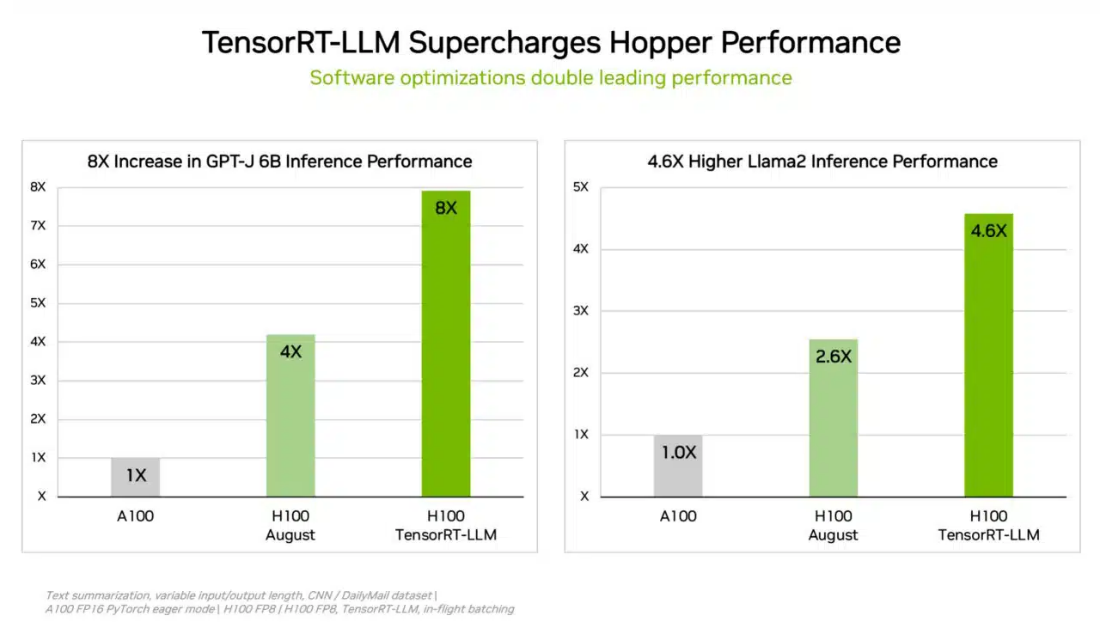 TensorRT-LLM Supercharges Hopper Performance
Software optimizations double leading performance
8X Increase in GPT-J 6B Inference Performance
8X
7X
6X
5X
4X
3X
2X
1X
X
1X
4X
8X
A100
H100
August
H100
TensorRT-LLM
4.6X Higher Llama2 Inference Performance
5X
4X
3X
2X
1X
X
1.0X
2.6X
4.6X
A100
H100
August
H100
TensorRT-LLM
Text summarization, variable input/output length, CNN / DailyMail dataset |
A100 FP16 PyTorch eager mode | H100 FP8 | H100 FP8, TensorRT-LLM, in-flight batching